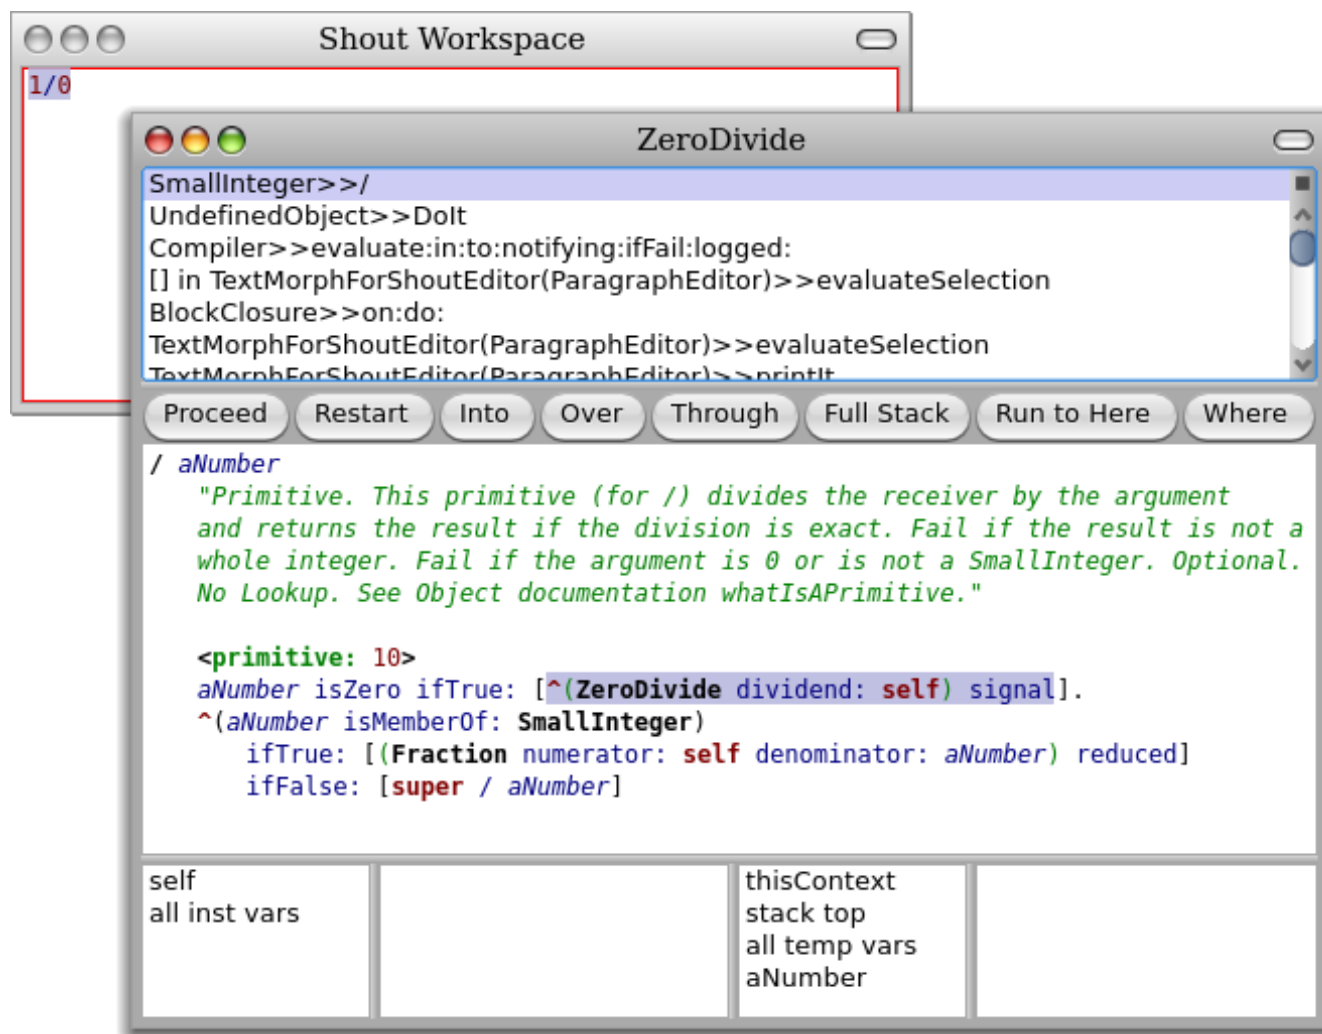 Shout Workspace
1/0
ZeroDivide
SmallInteger>>/
UndefinedObject>>DoIt
Compiler>>evaluate:in:to:notifying:ifFail:logged:
[] in TextMorphForShoutEditor(ParagraphEditor)>>evaluateSelection
BlockClosure>>on:do:
TextMorphForShoutEditor(ParagraphEditor)>>evaluateSelection
TextMorphForShoutEditor(ParagraphEditor)>>printIt
Proceed Restart Into Over Through Full Stack Run to Here Where
/ aNumber
"Primitive. This primitive (for /) divides the receiver by the argument
and returns the result if the division is exact. Fail if the result is not a
whole integer. Fail if the argument is 0 or is not a SmallInteger. Optional.
No Lookup. See Object documentation whatIsAPrimitive."
<primitive: 10>
aNumber isZero ifTrue: [^(ZeroDivide dividend: self) signal].
^(aNumber isMemberOf: SmallInteger)
ifTrue: [(Fraction numerator: self denominator: aNumber) reduced]
ifFalse: [super / aNumber]
self
all inst vars
thisContext
stack top
all temp vars
aNumber